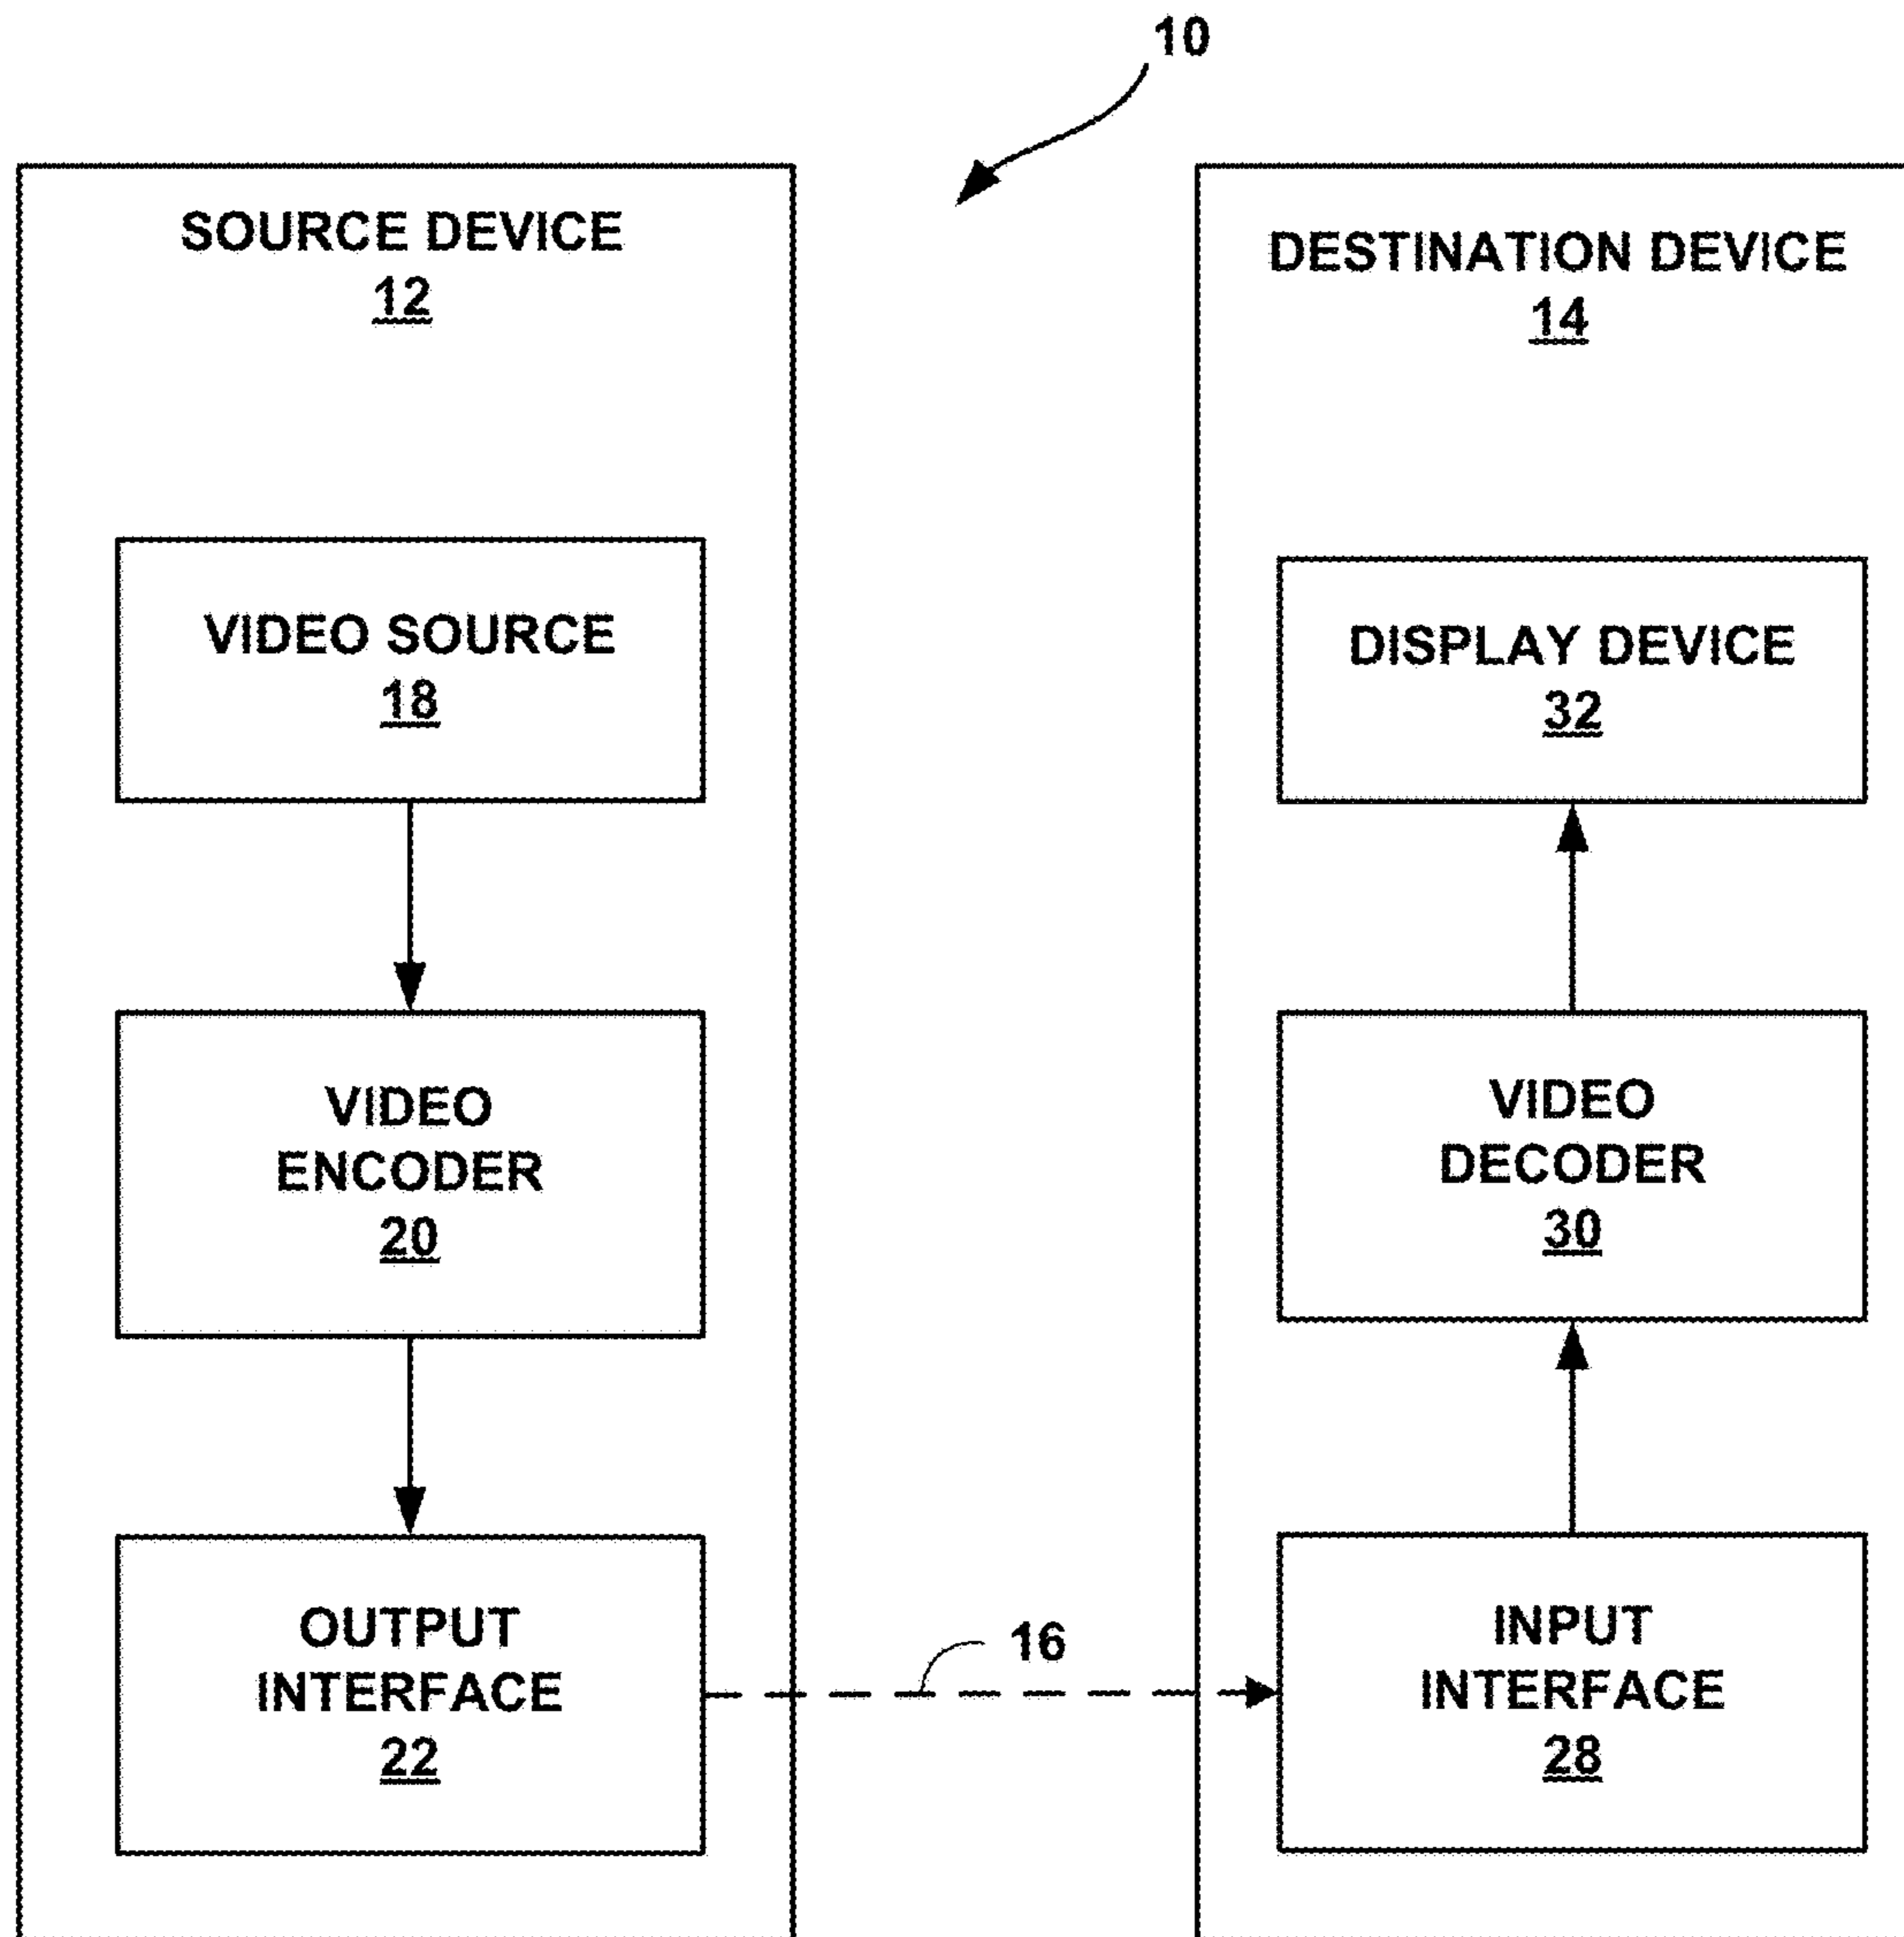 10
SOURCE DEVICE
12
VIDEO SOURCE
18
VIDEO
ENCODER
20
OUTPUT
INTERFACE
22
16
DESTINATION DEVICE
14
DISPLAY DEVICE
32
VIDEO
DECODER
30
INPUT
INTERFACE
28